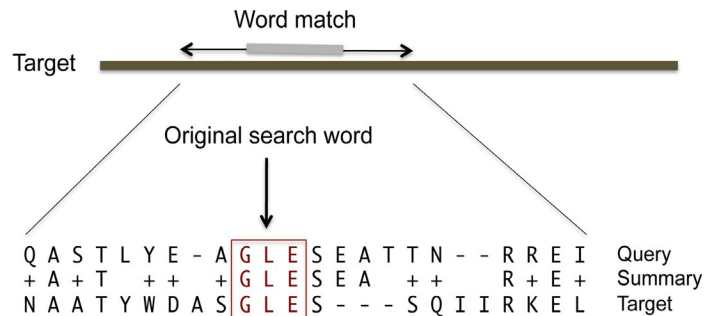 Word match
Target
Original search word
Q A S T L Y E - A G L E S E A T T N - - R R E I Query
+ A + T + + + G L E S E A + + R + E + Summary
N A A T Y W D A S G L E S - - - S Q I I R K E L Target